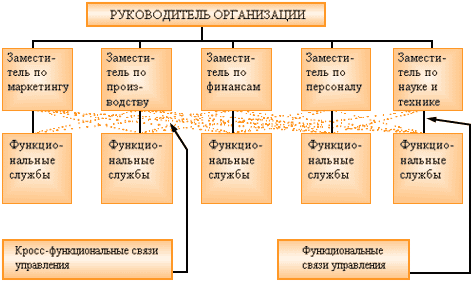 РУКОВОДИТЕЛЬ ОРГАНИЗАЦИИ
Замести-
тель по
маркетингу
Замести-
тель по
произ-
водству
Замести-
тель по
финансам
Замести-
тель по
персоналу
Замести-
тель по
науке и
технике
Функцио-
нальные
службы
Функцио-
нальные
службы
Функцио-
нальные
службы
Функцио-
нальные
службы
Функцио-
нальные
службы
Кросс-функциональные связи
управления
Функциональные
связи управления